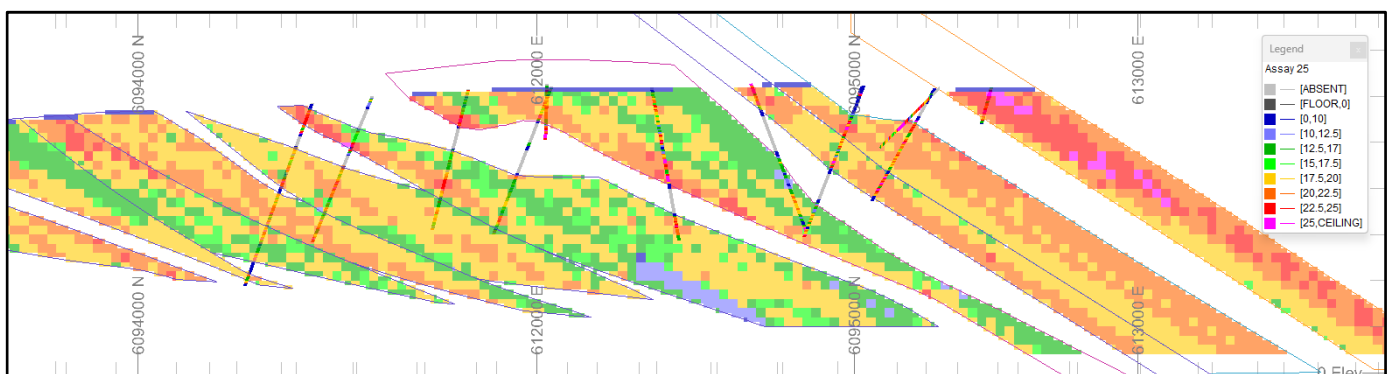 6094000 N
612000 E
6095000 N
613000 E
Legend
Assay 25
[ABSENT]
[FLOOR,0]
[0,10]
[10,12.5]
[12.5,17]
[15,17.5]
[17.5,20]
[20,22.5]
[22.5,25]
[25,CEILING]
6094000 N
612000 E
6095000 N
613000 E
0 Elev